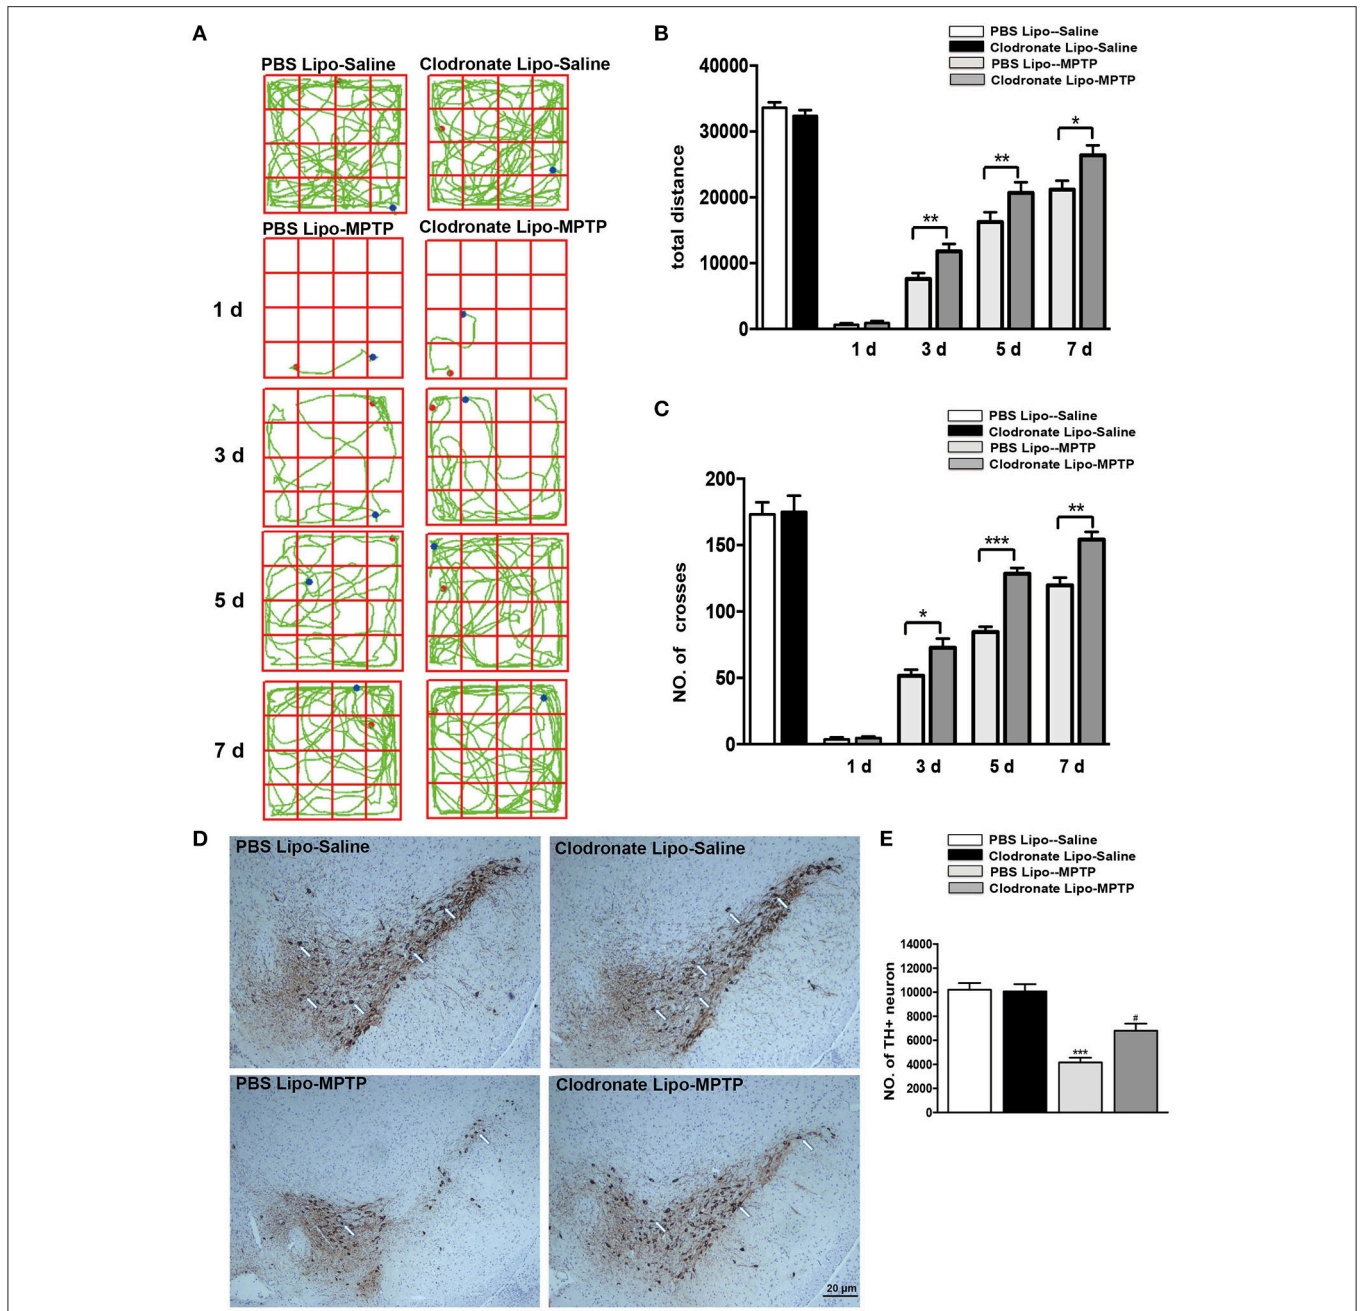 A
PBS Lipo-Saline
Clodronate Lipo-Saline
PBS Lipo-MPTP
Clodronate Lipo-MPTP
1 d
3 d
5 d
7 d
B
PBS Lipo--Saline
Clodronate Lipo-Saline
PBS Lipo--MPTP
Clodronate Lipo-MPTP
total distance
40000
30000
20000
10000
0
**
**
*
1 d
3 d
5 d
7 d
C
PBS Lipo--Saline
Clodronate Lipo-Saline
PBS Lipo--MPTP
Clodronate Lipo-MPTP
NO. of crosses
200
150
100
50
0
*
***
**
1 d
3 d
5 d
7 d
D
PBS Lipo-Saline
Clodronate Lipo-Saline
PBS Lipo-MPTP
Clodronate Lipo-MPTP
20 µm
E
PBS Lipo--Saline
Clodronate Lipo-Saline
PBS Lipo--MPTP
Clodronate Lipo-MPTP
NO. of TH+ neuron
14000
12000
10000
8000
6000
4000
2000
0
***
#